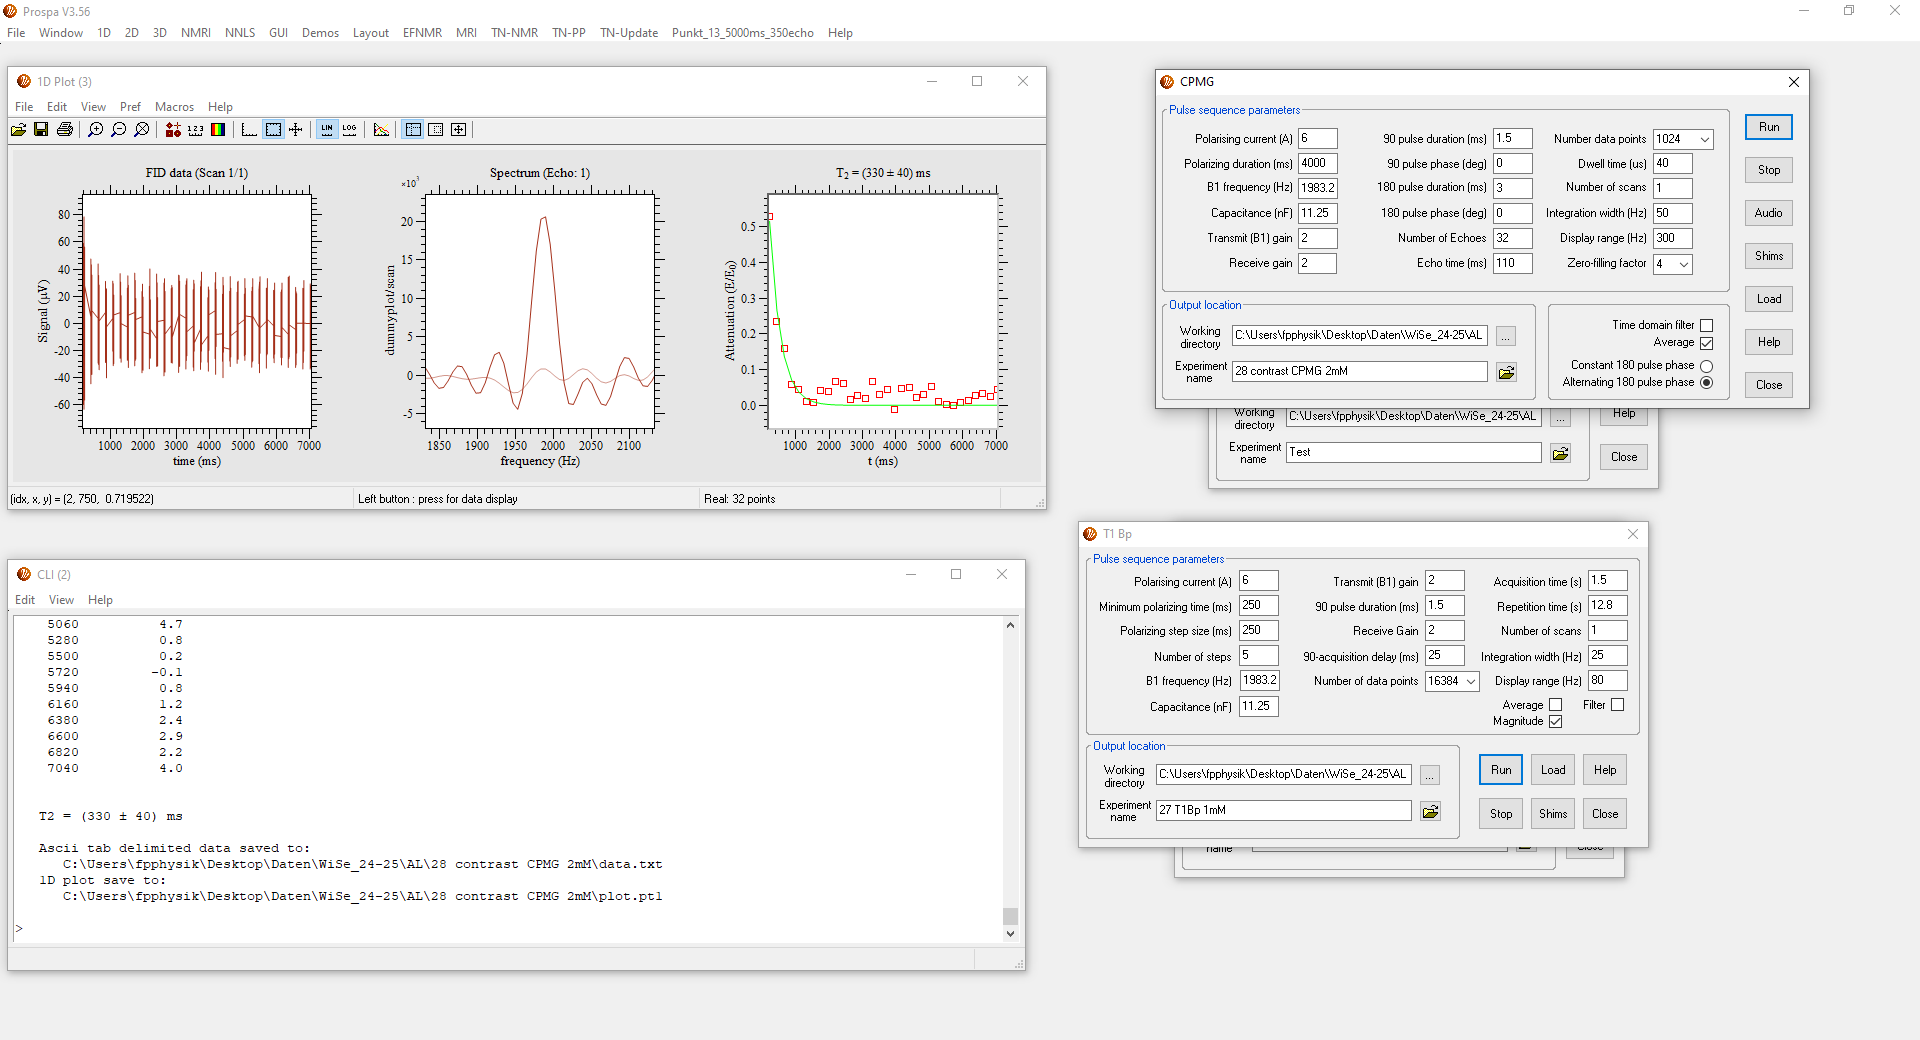 Prospa V3.56
File Window 1D 2D 3D NMRI NNLS GUI Demos Layout EFNMR MRI TN-NMR TN-PP TN-Update Punkt_13_5000ms_350echo Help
1D Plot (3)
File Edit View Pref Macros Help
1 2 3
LIN LOG
FID data (Scan 1/1)
Signal (µV)
80
60
40
20
0
-20
-40
-60
1000 2000 3000 4000 5000 6000 7000
time (ms)
Spectrum (Echo: 1)
×10³
dummyplot/scan
20
15
10
5
0
-5
1850 1900 1950 2000 2050 2100
frequency (Hz)
T₂ = (330 ± 40) ms
Attenuation (E/E₀)
0.5
0.4
0.3
0.2
0.1
0.0
1000 2000 3000 4000 5000 6000 7000
t (ms)
(idx, x, y) = (2, 750, 0.719522)
Left button : press for data display
Real: 32 points
CLI (2)
Edit View Help
5060 4.7
5280 0.8
5500 0.2
5720 -0.1
5940 0.8
6160 1.2
6380 2.4
6600 2.9
6820 2.2
7040 4.0
T2 = (330 ± 40) ms
Ascii tab delimited data saved to:
C:\Users\fpphysik\Desktop\Daten\WiSe_24-25\AL\28 contrast CPMG 2mM\data.txt
1D plot save to:
C:\Users\fpphysik\Desktop\Daten\WiSe_24-25\AL\28 contrast CPMG 2mM\plot.pt1
>
CPMG
Pulse sequence parameters
Polarising current (A) 6
Polarizing duration (ms) 4000
B1 frequency (Hz) 1983.2
Capacitance (nF) 11.25
Transmit (B1) gain 2
Receive gain 2
90 pulse duration (ms) 1.5
90 pulse phase (deg) 0
180 pulse duration (ms) 3
180 pulse phase (deg) 0
Number of Echoes 32
Echo time (ms) 110
Number data points 1024
Dwell time (us) 40
Number of scans 1
Integration width (Hz) 50
Display range (Hz) 300
Zero-filling factor 4
Run
Stop
Audio
Shims
Load
Help
Close
Output location
Working directory C:\Users\fpphysik\Desktop\Daten\WiSe_24-25\AL ...
Experiment name 28 contrast CPMG 2mM
Time domain filter
Average
Constant 180 pulse phase
Alternating 180 pulse phase
Working directory C:\Users\fpphysik\Desktop\Daten\WiSe_24-25\AL ...
Experiment name Test
Help
Close
T1 Bp
Pulse sequence parameters
Polarising current (A) 6
Minimum polarizing time (ms) 250
Polarizing step size (ms) 250
Number of steps 5
B1 frequency (Hz) 1983.2
Capacitance (nF) 11.25
Transmit (B1) gain 2
90 pulse duration (ms) 1.5
Receive Gain 2
90-acquisition delay (ms) 25
Number of data points 16384
Acquisition time (s) 1.5
Repetition time (s) 12.8
Number of scans 1
Integration width (Hz) 25
Display range (Hz) 80
Average Filter
Magnitude
Output location
Working directory C:\Users\fpphysik\Desktop\Daten\WiSe_24-25\AL ...
Experiment name 27 T1Bp 1mM
Run Load Help
Stop Shims Close
name
Close